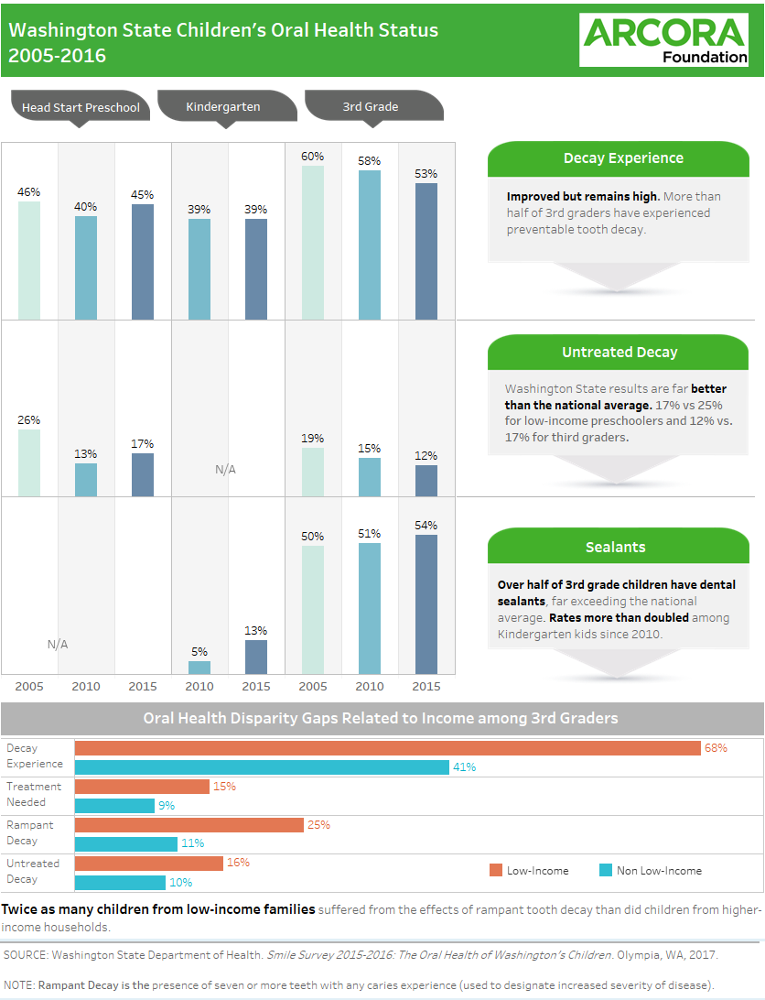 Washington State Children's Oral Health Status
2005-2016
ARCORA
Foundation
Head Start Preschool
Kindergarten
3rd Grade
46%
40%
45%
39%
39%
60%
58%
53%
Decay Experience
Improved but remains high. More than
half of 3rd graders have experienced
preventable tooth decay.
26%
13%
17%
N/A
19%
15%
12%
Untreated Decay
Washington State results are far better
than the national average. 17% vs 25%
for low-income preschoolers and 12% vs.
17% for third graders.
N/A
5%
13%
50%
51%
54%
Sealants
Over half of 3rd grade children have dental
sealants, far exceeding the national
average. Rates more than doubled among
Kindergarten kids since 2010.
2005 2010 2015 2010 2015 2005 2010 2015
Oral Health Disparity Gaps Related to Income among 3rd Graders
Decay
Experience
68%
41%
Treatment
Needed
15%
9%
Rampant
Decay
25%
11%
Untreated
Decay
16%
10%
Low-Income
Non Low-Income
Twice as many children from low-income families suffered from the effects of rampant tooth decay than did children from higher-
income households.
SOURCE: Washington State Department of Health. Smile Survey 2015-2016: The Oral Health of Washington's Children. Olympia, WA, 2017.
NOTE: Rampant Decay is the presence of seven or more teeth with any caries experience (used to designate increased severity of disease).